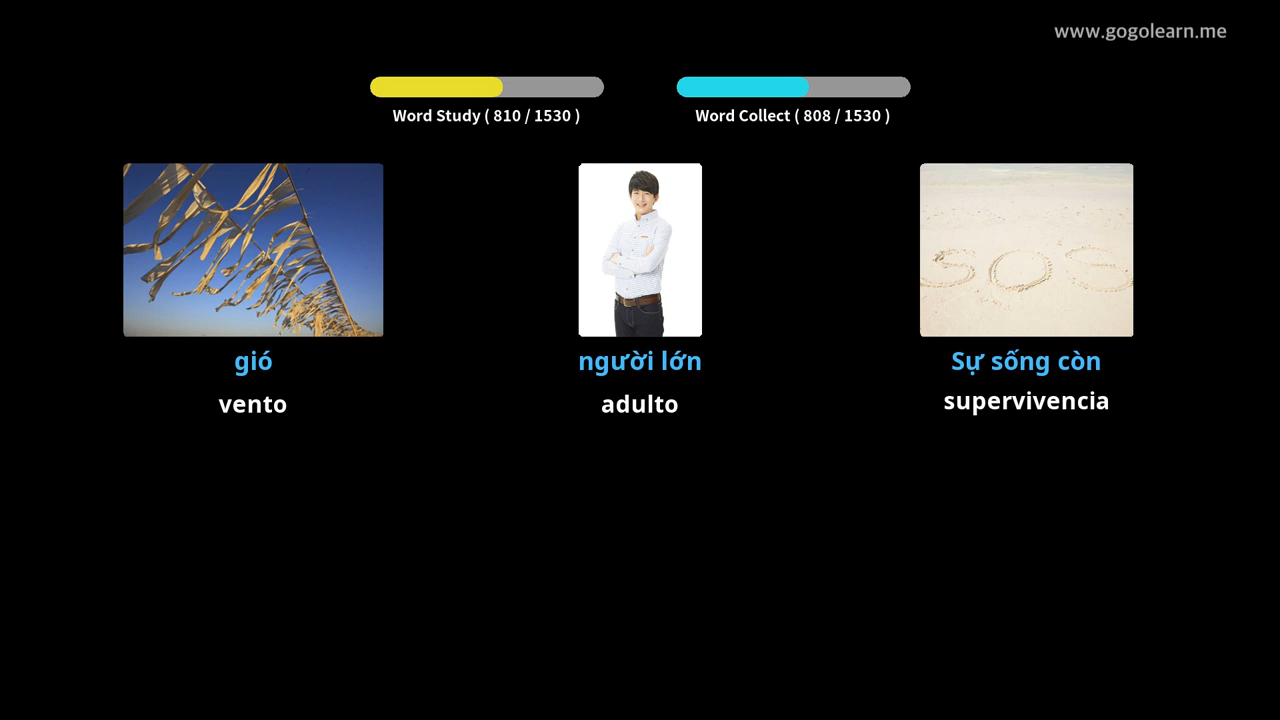 www.gogolearn.me
Word Study ( 810 / 1530 )
Word Collect ( 808 / 1530 )
SOS
gió
người lớn
Sự sống còn
vento
adulto
supervivencia